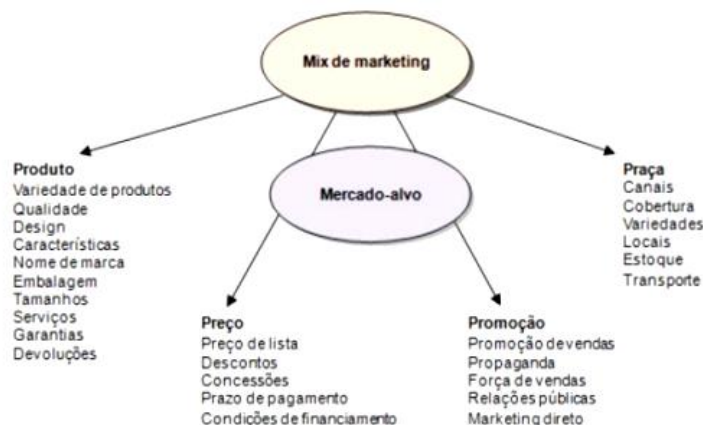 Mix de marketing
Mercado-alvo
Produto
Variedade de produtos
Qualidade
Design
Características
Nome de marca
Embalagem
Tamanhos
Serviços
Garantias
Devoluções
Preço
Preço de lista
Descontos
Concessões
Prazo de pagamento
Condições de financiamento
Promoção
Promoção de vendas
Propaganda
Força de vendas
Relações públicas
Marketing direto
Praça
Canais
Cobertura
Variedades
Locais
Estoque
Transporte